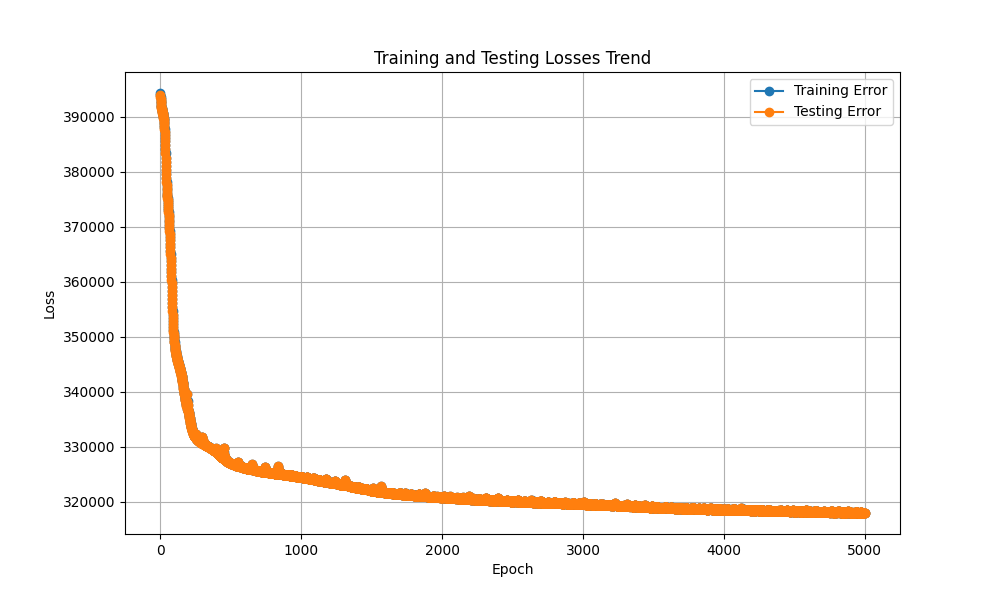 Training and Testing Losses Trend
Training Error
Testing Error
390000
380000
370000
360000
350000
340000
330000
320000
Loss
0 1000 2000 3000 4000 5000
Epoch